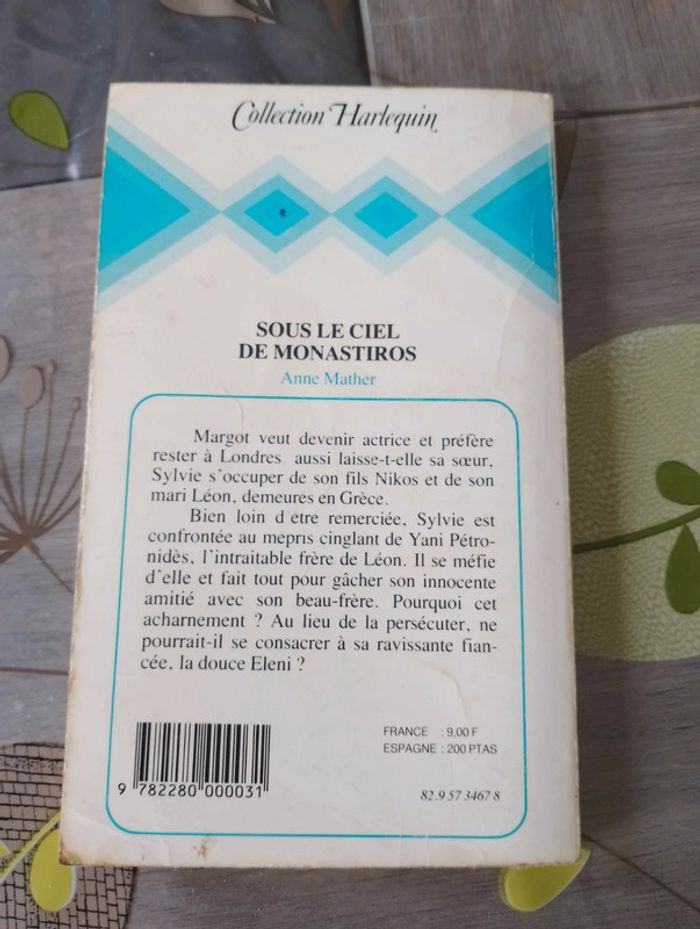 Collection Harlequin
SOUS LE CIEL
DE MONASTIROS
Anne Mather
Margot veut devenir actrice et préfère
rester à Londres aussi laisse-t-elle sa sœur,
Sylvie s'occuper de son fils Nikos et de son
mari Léon, demeures en Grèce.
Bien loin d etre remerciée, Sylvie est
confrontée au mepris cinglant de Yani Pétro-
nidès, l'intraitable frère de Léon. Il se méfie
d'elle et fait tout pour gâcher son innocente
amitié avec son beau-frère. Pourquoi cet
acharnement ? Au lieu de la persécuter, ne
pourrait-il se consacrer à sa ravissante fian-
cée, la douce Eleni ?
FRANCE : 9,00 F
ESPAGNE : 200 PTAS
9 782280 000031
82.9 57 3467 8